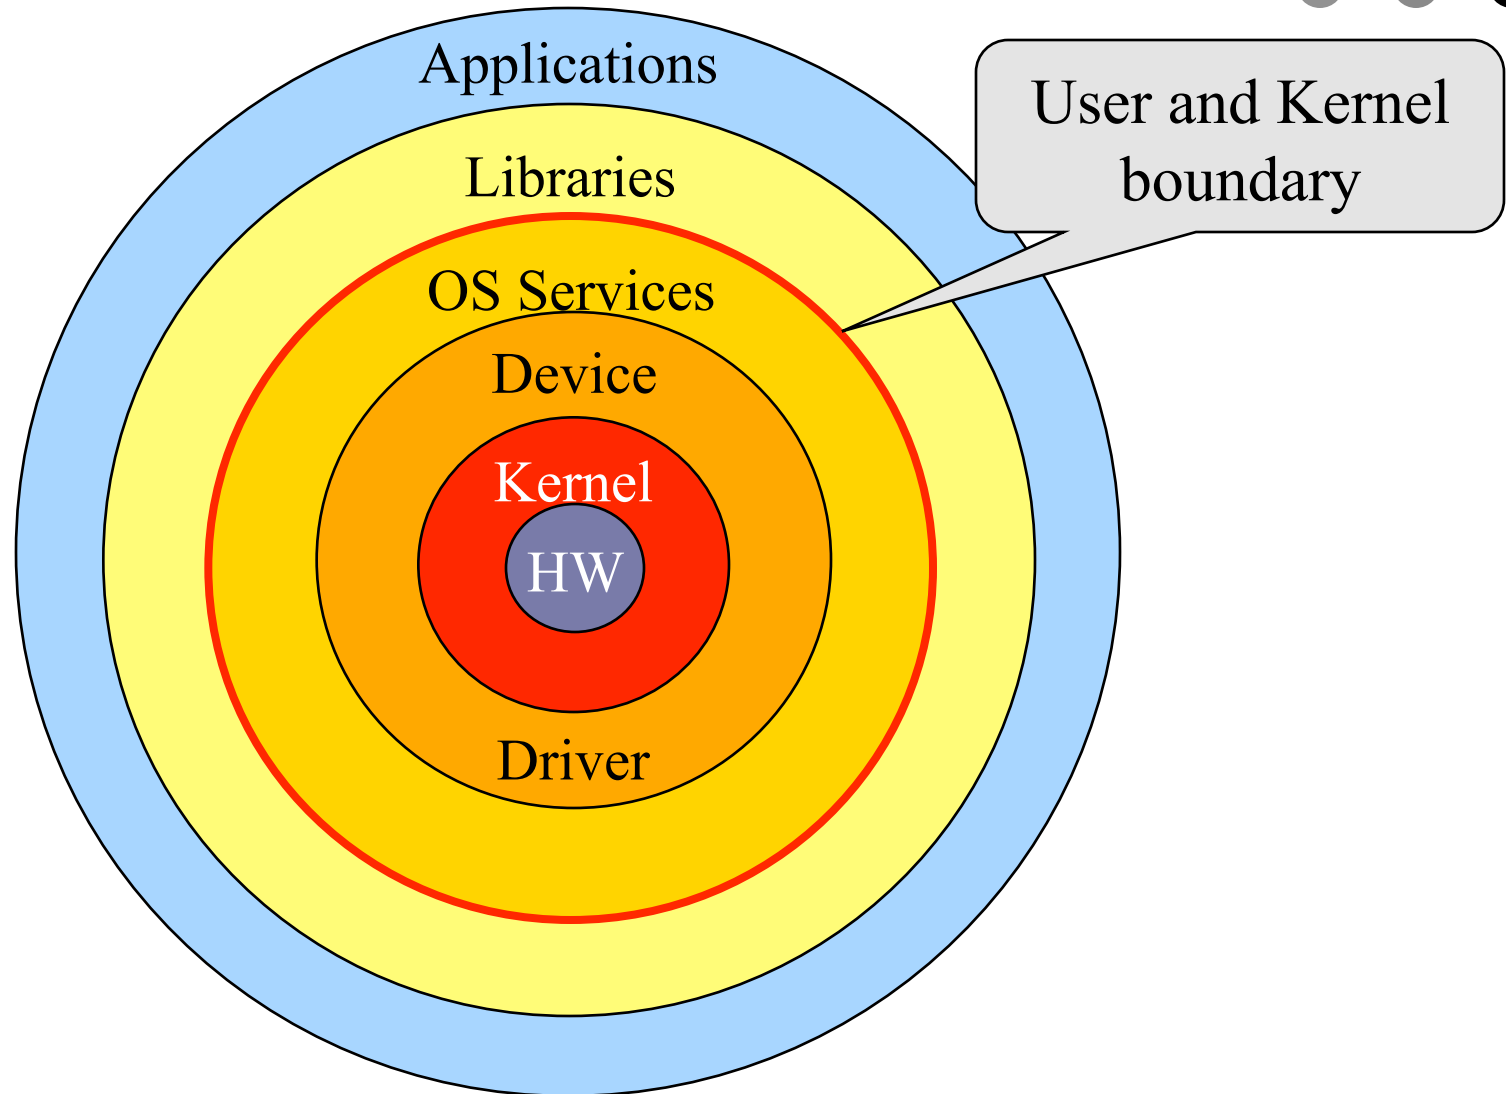 Applications
User and Kernel
boundary
Libraries
OS Services
Device
Kernel
HW
Driver